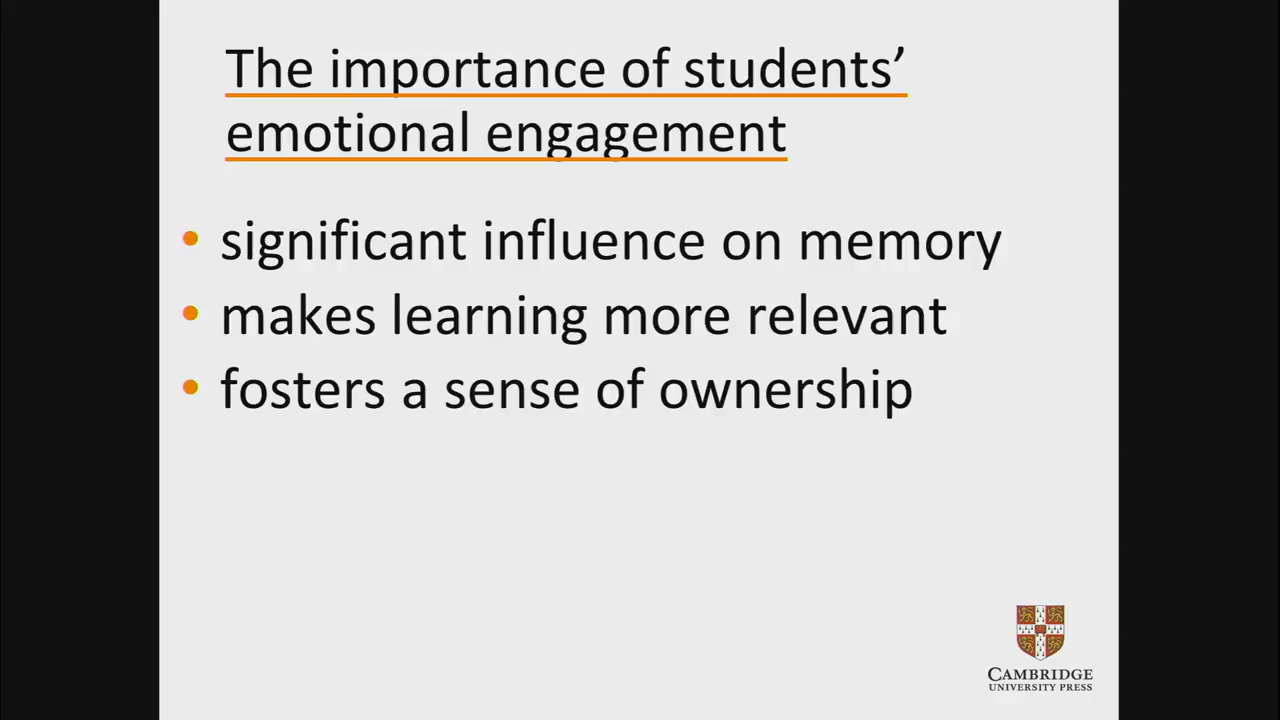 The importance of students’
emotional engagement
• significant influence on memory
• makes learning more relevant
• fosters a sense of ownership
CAMBRIDGE
UNIVERSITY PRESS